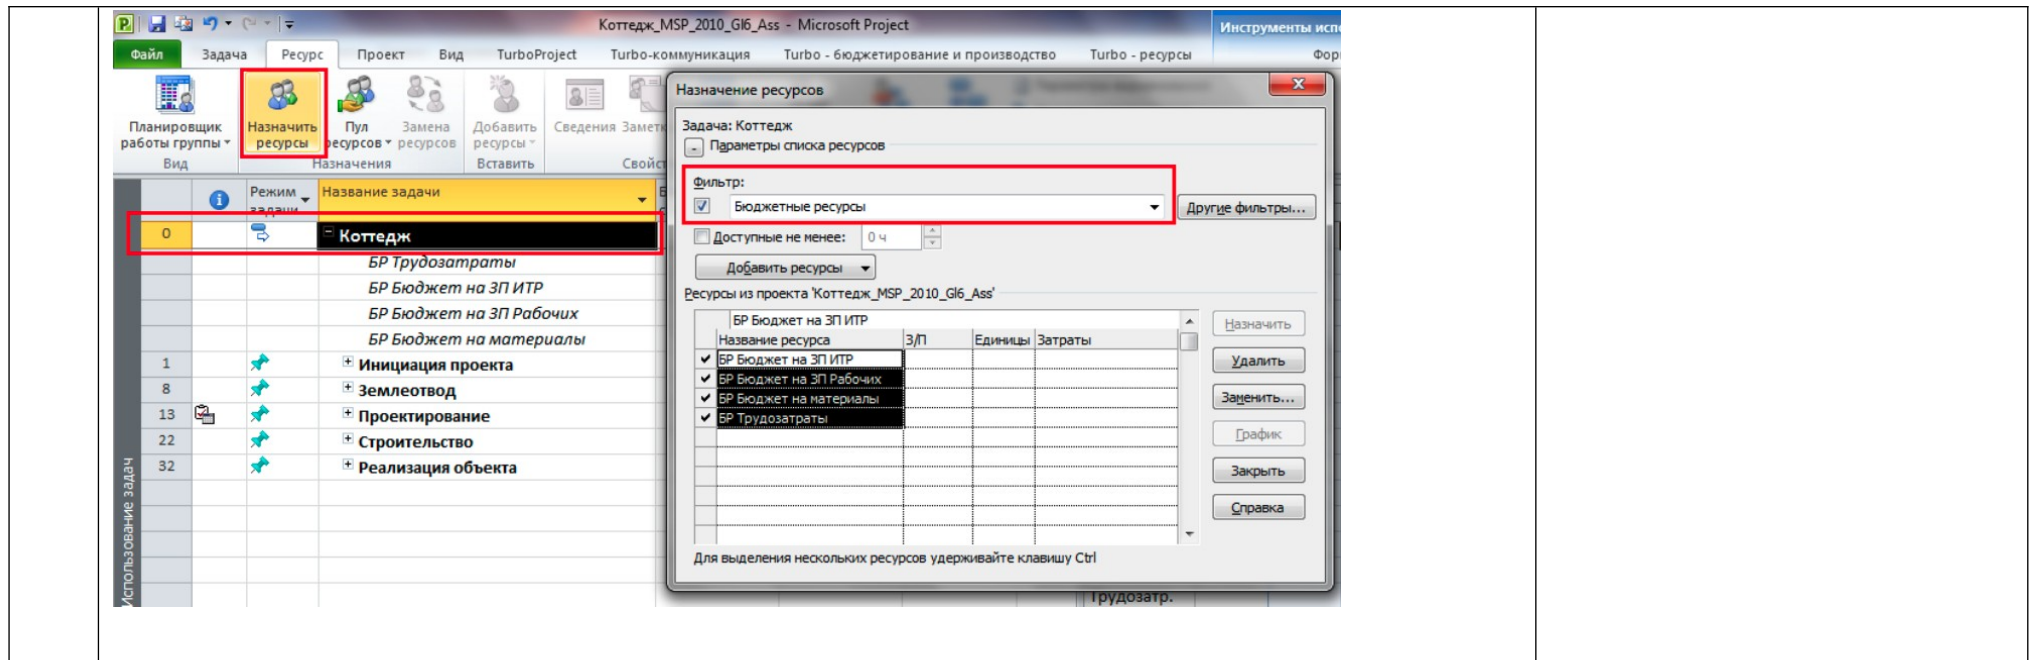 Коттедж_MSP_2010_Gl6_Ass - Microsoft Project
Файл Задача Ресурс Проект Вид TurboProject Turbo-коммуникация Turbo - бюджетирование и производство Turbo - ресурсы
Планировщик работы группы
Назначить ресурсы
Пул ресурсов
Замена ресурсов
Добавить ресурсы
Сведения
Вид Назначения Вставить
Режим задачи Название задачи
0 Коттедж
БР Трудозатраты
БР Бюджет на ЗП ИТР
БР Бюджет на ЗП Рабочих
БР Бюджет на материалы
1 Инициация проекта
8 Землеотвод
13 Проектирование
22 Строительство
32 Реализация объекта
Использование задач
Назначение ресурсов
Задача: Коттедж
Параметры списка ресурсов
Фильтр:
Бюджетные ресурсы
Другие фильтры...
Доступные не менее: 0 ч
Добавить ресурсы
Ресурсы из проекта 'Коттедж_MSP_2010_Gl6_Ass'
БР Бюджет на ЗП ИТР
Название ресурса З/П Единицы Затраты
БР Бюджет на ЗП ИТР
БР Бюджет на ЗП Рабочих
БР Бюджет на материалы
БР Трудозатраты
Назначить
Удалить
Заменить...
График
Закрыть
Справка
Для выделения нескольких ресурсов удерживайте клавишу Ctrl
Трудозатр.